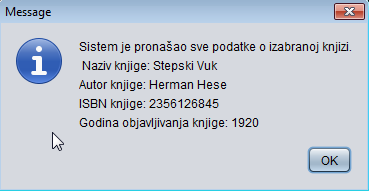 Message
Sistem je pronašao sve podatke o izabranoj knjizi.
Naziv knjige: Stepski Vuk
Autor knjige: Herman Hese
ISBN knjige: 2356126845
Godina objavljivanja knjige: 1920
OK